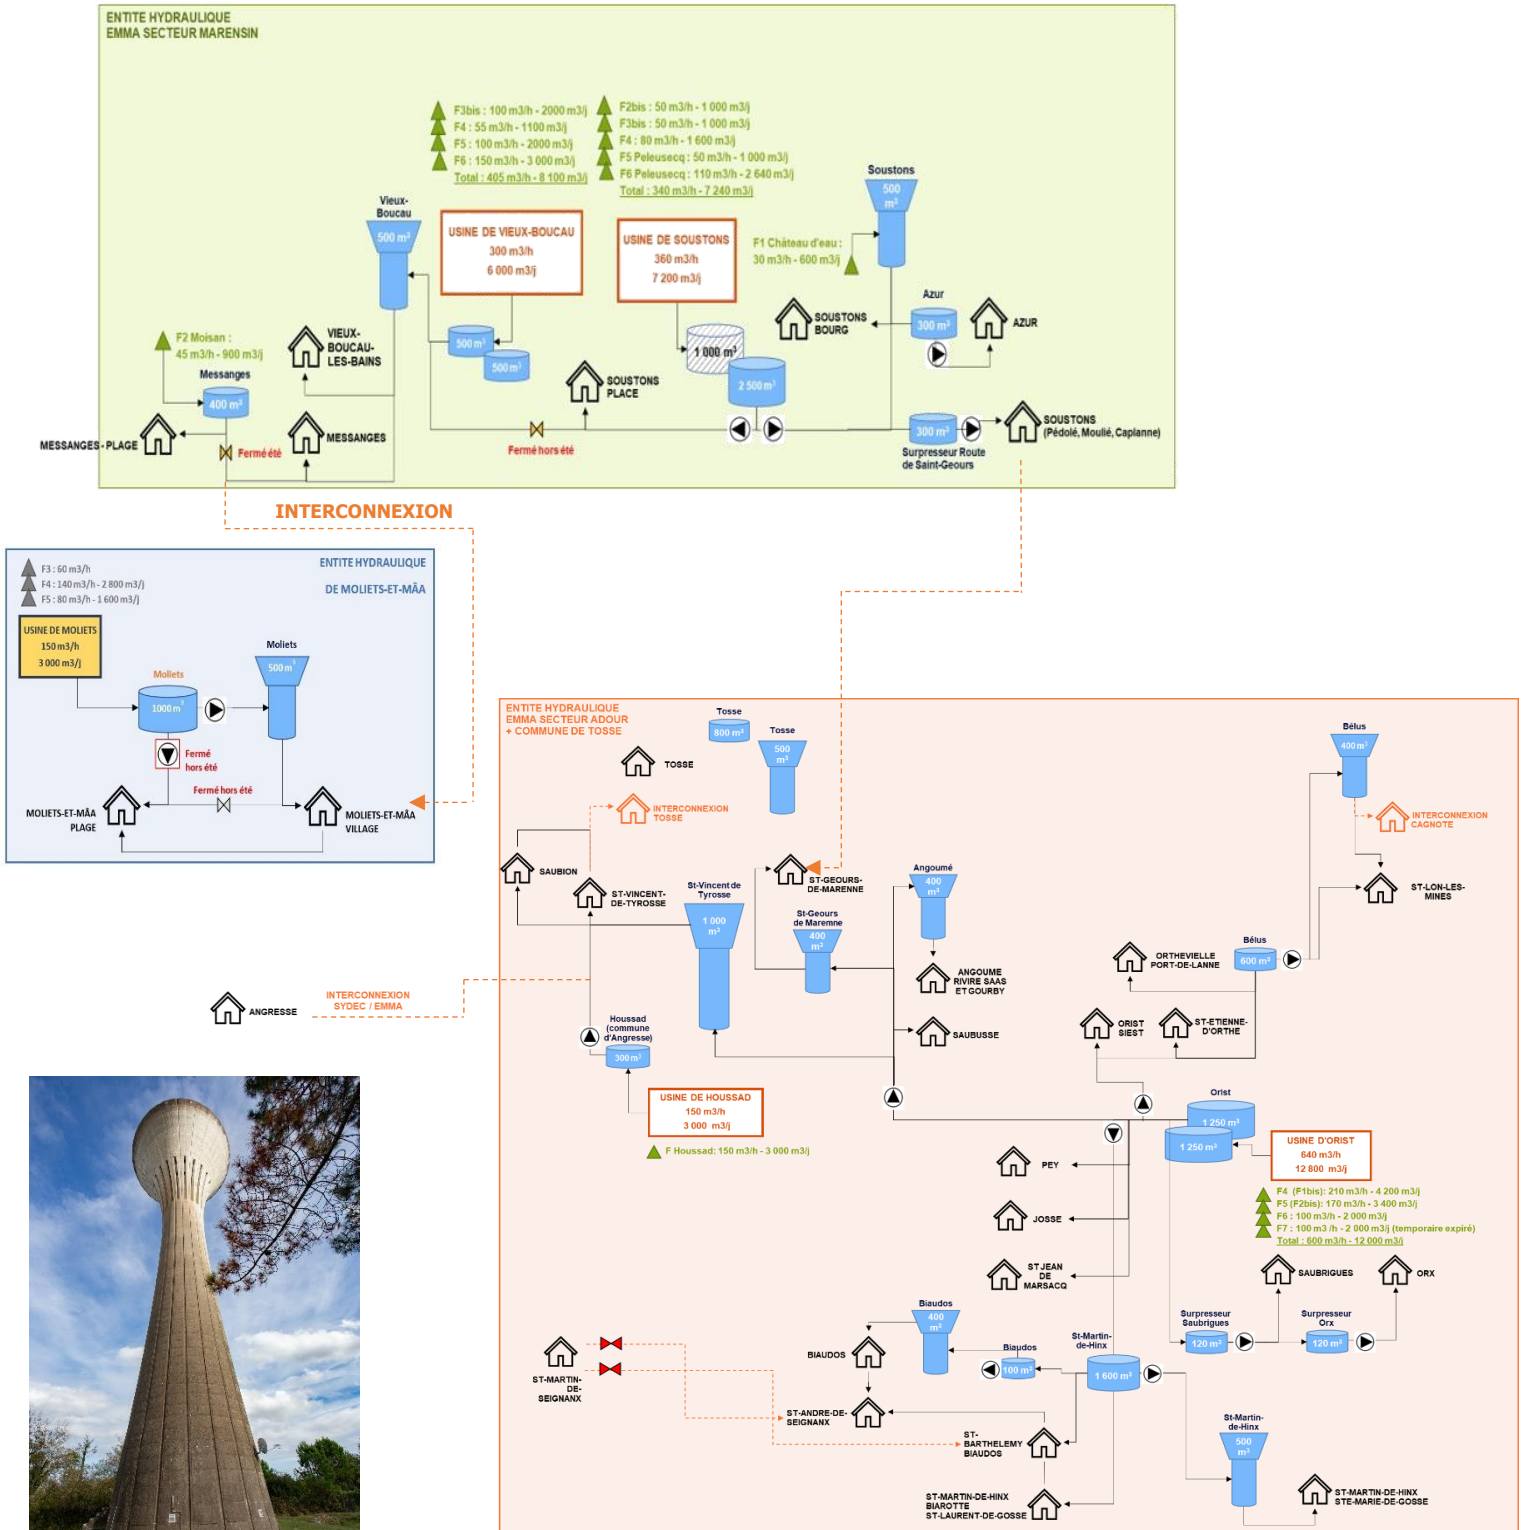 ENTITE HYDRAULIQUE
EMMA SECTEUR MARENSIN
F3bis : 100 m3/h - 2000 m3/j
F4 : 55 m3/h - 1100 m3/j
F5 : 100 m3/h - 2000 m3/j
F6 : 150 m3/h - 3 000 m3/j
Total : 405 m3/h - 8 100 m3/j
F2bis : 50 m3/h - 1 000 m3/j
F3bis : 50 m3/h - 1 000 m3/j
F4 : 80 m3/h - 1 600 m3/j
F5 Peleusecq : 50 m3/h - 1 000 m3/j
F6 Peleusecq : 110 m3/h - 2 640 m3/j
Total : 340 m3/h - 7 240 m3/j
Soustons
500
m³
Vieux-
Boucau
500 m³
USINE DE VIEUX-BOUCAU
300 m3/h
6 000 m3/j
USINE DE SOUSTONS
360 m3/h
7 200 m3/j
F1 Château d'eau :
30 m3/h - 600 m3/j
Azur
300 m³
AZUR
SOUSTONS
BOURG
F2 Moisan :
45 m3/h - 900 m3/j
Messanges
400 m³
VIEUX-
BOUCAU-
LES-BAINS
500 m³
500 m³
1 000 m³
2 500 m³
SOUSTONS
PLACE
MESSANGES - PLAGE
Fermé été
MESSANGES
Fermé hors été
300 m³
Surpresseur Route
de Saint-Geours
SOUSTONS
(Pédolé, Moulié, Caplanne)
INTERCONNEXION
ENTITE HYDRAULIQUE
DE MOLIETS-ET-MÂA
F3 : 60 m3/h
F4 : 140 m3/h - 2 800 m3/j
F5 : 80 m3/h - 1 600 m3/j
USINE DE MOLIETS
150 m3/h
3 000 m3/j
Moliets
1000 m³
Moliets
500 m³
Fermé
hors été
Fermé hors été
MOLIETS-ET-MÂA
PLAGE
MOLIETS-ET-MÂA
VILLAGE
ENTITE HYDRAULIQUE
EMMA SECTEUR ADOUR
+ COMMUNE DE TOSSE
Tosse
800 m³
Tosse
500
m³
TOSSE
INTERCONNEXION
TOSSE
Bélus
400 m³
INTERCONNEXION
CAGNOTE
SAUBION
ST-VINCENT-
DE-TYROSSE
St-Vincent de
Tyrosse
1 000
m³
ST-GEOURS-
DE-MARENNE
St-Geours
de Maremne
400
m³
Angoumé
400
m³
ST-LON-LES-
MINES
ANGOUME
RIVIRE SAAS
ET GOURBY
ORTHEVIELLE
PORT-DE-LANNE
Bélus
600 m³
ANGRESSE
INTERCONNEXION
SYDEC / EMMA
Houssad
(commune
d'Angresse)
300 m³
SAUBUSSE
ORIST
SIEST
ST-ETIENNE-
D'ORTHE
USINE DE HOUSSAD
150 m3/h
3 000 m3/j
F Houssad: 150 m3/h - 3 000 m3/j
Orist
1 250 m³
1 250 m³
USINE D'ORIST
640 m3/h
12 800 m3/j
F4 (F1bis): 210 m3/h - 4 200 m3/j
F5 (F2bis): 170 m3/h - 3 400 m3/j
F6 : 100 m3/h - 2 000 m3/j
F7 : 100 m3 /h - 2 000 m3/j (temporaire expiré)
Total : 600 m3/h - 12 000 m3/j
PEY
JOSSE
ST JEAN
DE
MARSACQ
SAUBRIGUES
ORX
Surpresseur
Saubrigues
120 m³
Surpresseur
Orx
120 m³
Biaudos
400
m³
BIAUDOS
Biaudos
100 m³
St-Martin-
de-Hinx
1 600 m³
ST-MARTIN-
DE-
SEIGNANX
ST-ANDRE-DE-
SEIGNANX
ST-
BARTHELEMY
BIAUDOS
St-Martin-
de-Hinx
500
m³
ST-MARTIN-DE-HINX
BIAROTTE
ST-LAURENT-DE-GOSSE
ST-MARTIN-DE-HINX
STE-MARIE-DE-GOSSE